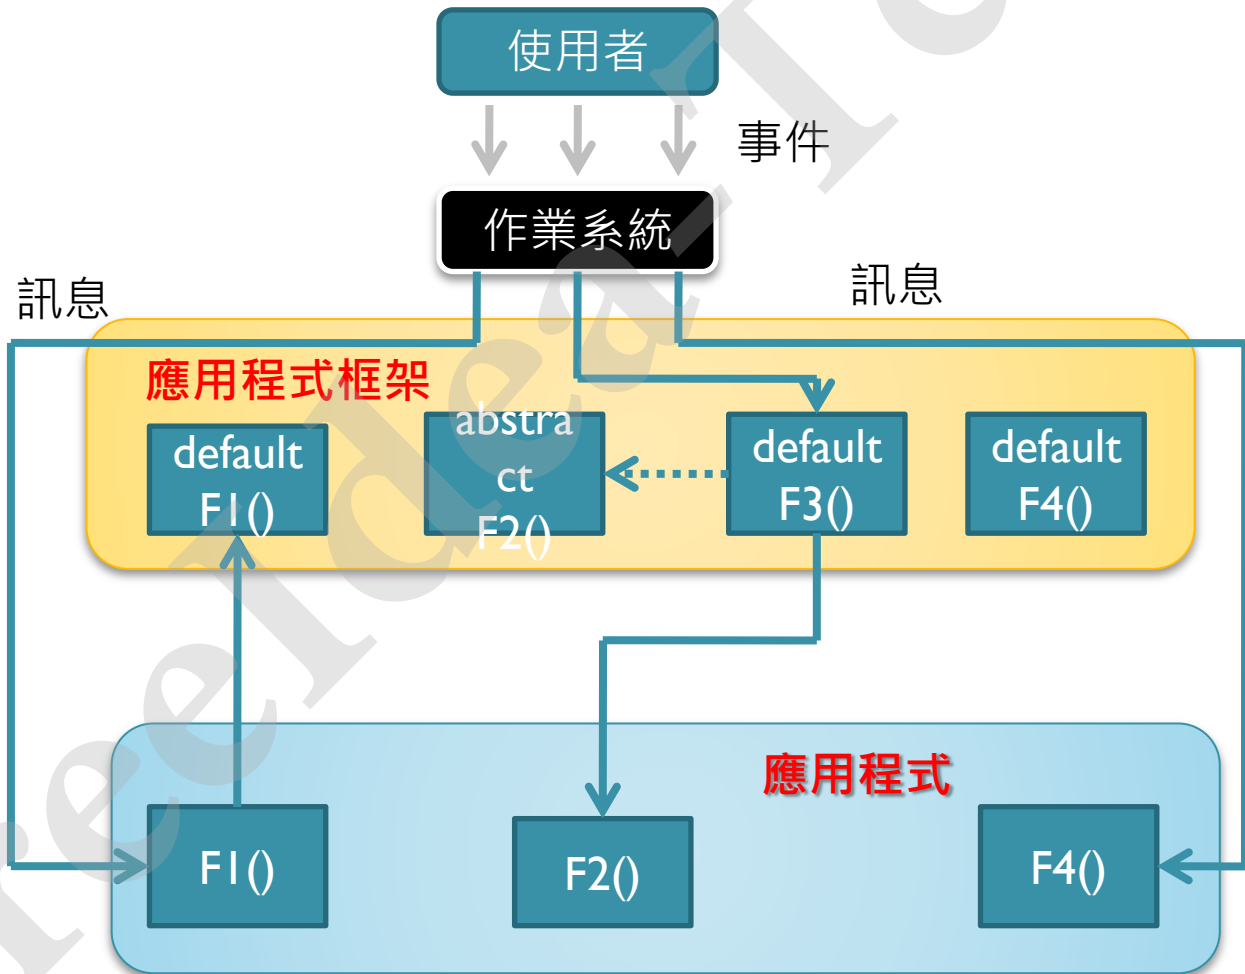 使用者
事件
作業系統
訊息
訊息
應用程式框架
default
F1()
abstra
ct
F2()
default
F3()
default
F4()
應用程式
F1()
F2()
F4()